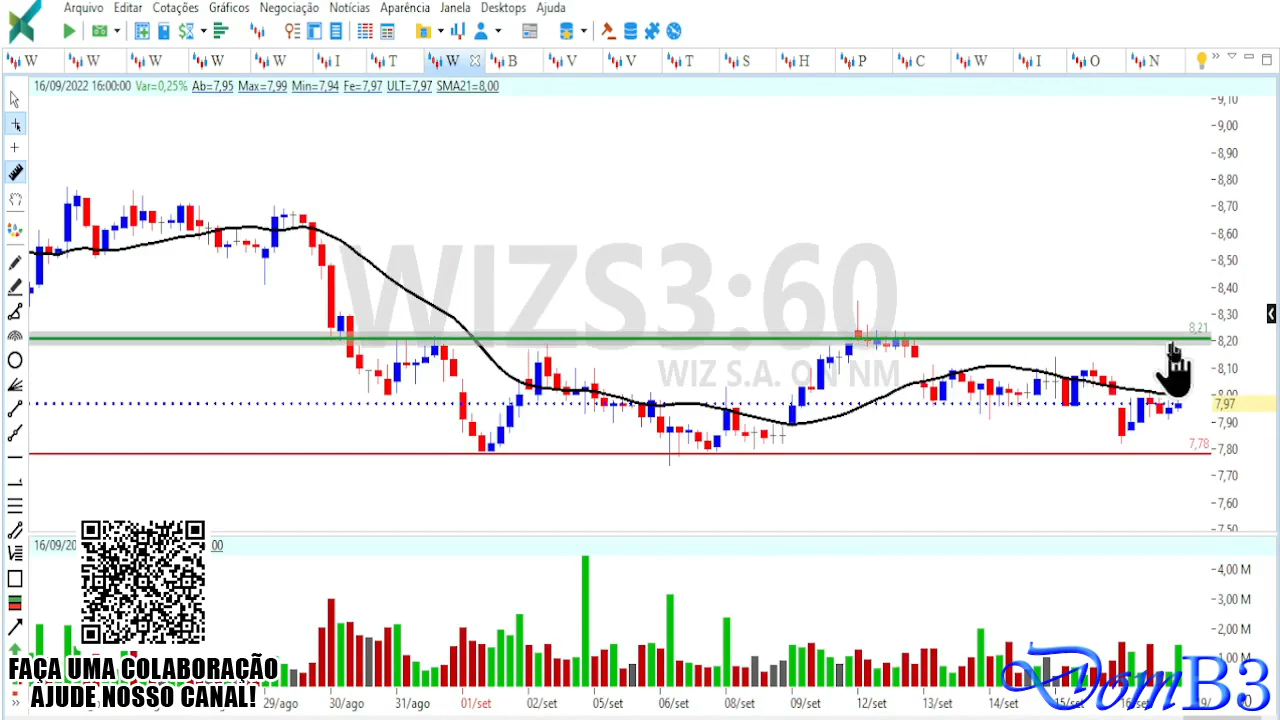 Arquivo Editar Cotações Gráficos Negociação Notícias Aparência Janela Desktops Ajuda
W W W W W I T W B V V T S H P C W I O N
16/09/2022 16:00:00 Var=0,25% Ab=7,95 Max=7,99 Min=7,94 Fe=7,97 ULT=7,97 SMA21=8,00
9,10
9,00
8,90
8,80
8,70
8,60
8,50
8,40
8,30
8,21
8,20
8,10
8,00
7,97
7,90
7,78
7,80
7,70
7,60
7,50
WIZS3:60
WIZ S.A. ON NM
16/09/20 00
4,00 M
3,00 M
2,00 M
1,00 M
FAÇA UMA COLABORAÇÃO
AJUDE NOSSO CANAL!
DomB3
29/ago 30/ago 31/ago 01/set 02/set 05/set 06/set 08/set 09/set 12/set 13/set 14/set 15/set 16/set 19/